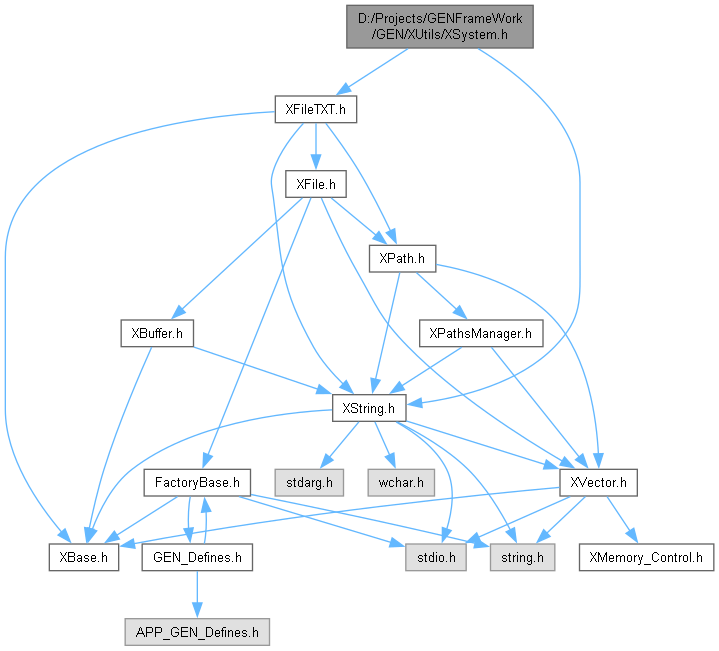 D:/Projects/GENFrameWork
/GEN/XUtils/XSystem.h
XFileTXT.h
XFile.h
XPath.h
XBuffer.h
XPathsManager.h
XString.h
FactoryBase.h
stdarg.h
wchar.h
XVector.h
XBase.h
GEN_Defines.h
stdio.h
string.h
XMemory_Control.h
APP_GEN_Defines.h